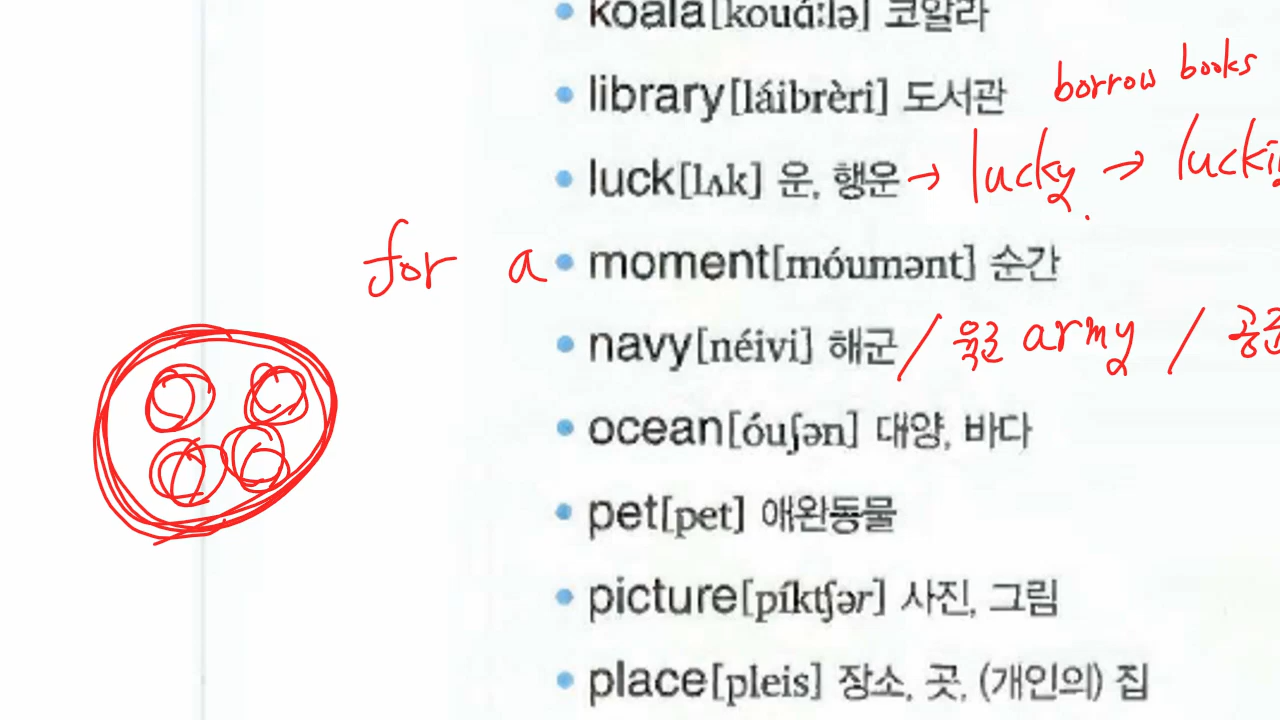 koala[kouáːlə] 코알라
library[láibrèri] 도서관 borrow books
luck[lʌk] 운, 행운 → lucky →
for a moment[móumənt] 순간
navy[néivi] 해군 / 육군 army /
ocean[óuʃən] 대양, 바다
pet[pet] 애완동물
picture[píktʃər] 사진, 그림
place[pleis] 장소, 곳, (개인의) 집